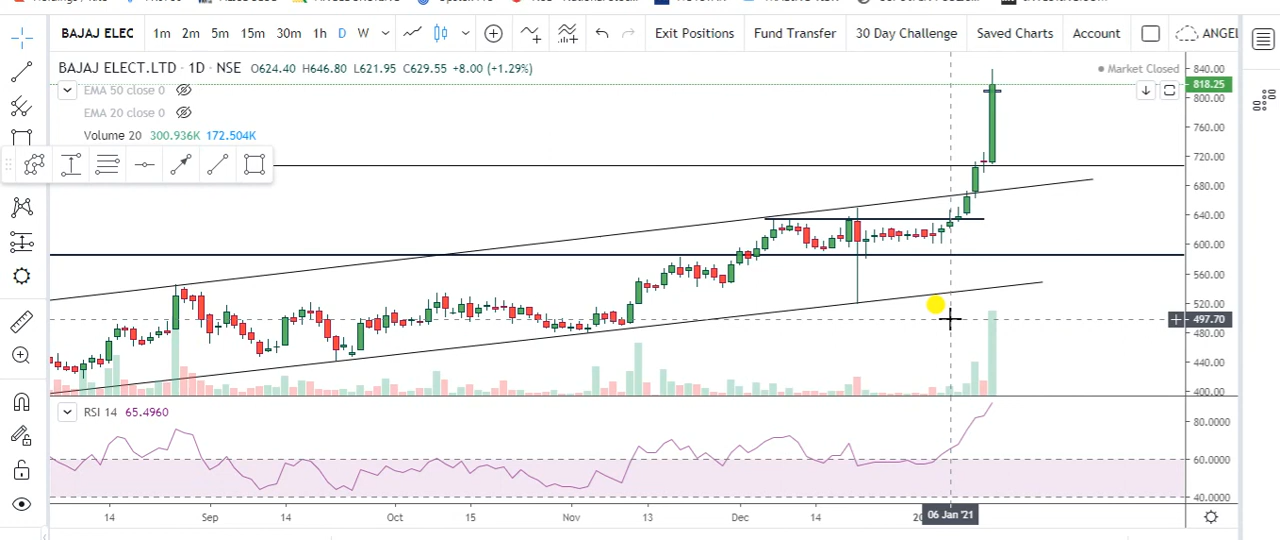 BAJAJ ELEC 1m 2m 5m 15m 30m 1h D W Exit Positions Fund Transfer 30 Day Challenge Saved Charts Account ANGEL
BAJAJ ELECT.LTD · 1D · NSE O624.40 H646.80 L621.95 C629.55 +8.00 (+1.29%)
Market Closed
EMA 50 close 0
EMA 20 close 0
Volume 20 300.936K 172.504K
840.00
818.25
800.00
760.00
720.00
680.00
640.00
600.00
560.00
520.00
497.70
480.00
440.00
400.00
RSI 14 65.4960
80.0000
60.0000
40.0000
14 Sep 14 Oct 15 Nov 13 Dec 14 06 Jan '21